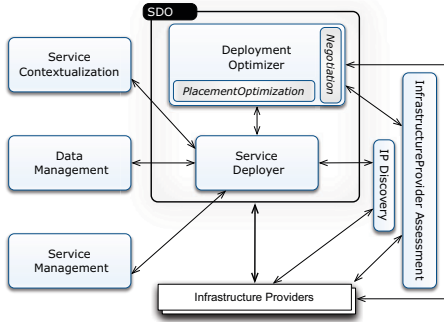 SDO
Service
Contextualization
Deployment
Optimizer
Negotiation
PlacementOptimization
InfrastructureProvider Assessment
Data
Management
Service
Deployer
IP Discovery
Service
Management
Infrastructure Providers